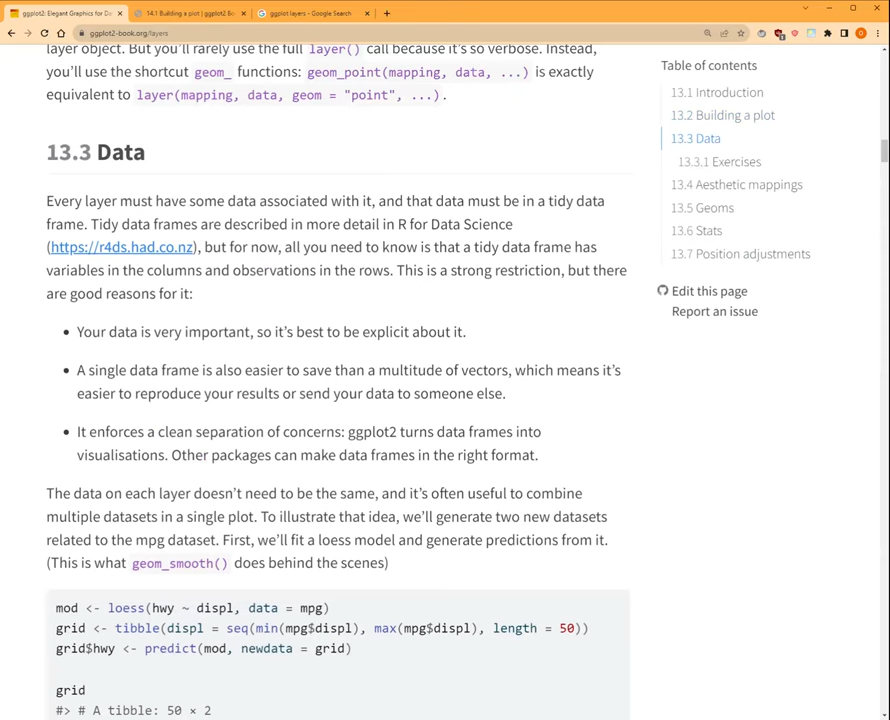 ggplot2: Elegant Graphics for Da
14.1 Building a plot | ggplot2 Bo
ggplot layers - Google Search
ggplot2-book.org/layers
layer object. But you’ll rarely use the full layer() call because it’s so verbose. Instead,
you’ll use the shortcut geom_ functions: geom_point(mapping, data, ...) is exactly
equivalent to layer(mapping, data, geom = "point", ...).
13.3 Data
Every layer must have some data associated with it, and that data must be in a tidy data
frame. Tidy data frames are described in more detail in R for Data Science
(https://r4ds.had.co.nz), but for now, all you need to know is that a tidy data frame has
variables in the columns and observations in the rows. This is a strong restriction, but there
are good reasons for it:
• Your data is very important, so it’s best to be explicit about it.
• A single data frame is also easier to save than a multitude of vectors, which means it’s
easier to reproduce your results or send your data to someone else.
• It enforces a clean separation of concerns: ggplot2 turns data frames into
visualisations. Other packages can make data frames in the right format.
The data on each layer doesn’t need to be the same, and it’s often useful to combine
multiple datasets in a single plot. To illustrate that idea, we’ll generate two new datasets
related to the mpg dataset. First, we’ll fit a loess model and generate predictions from it.
(This is what geom_smooth() does behind the scenes)
mod <- loess(hwy ~ displ, data = mpg)
grid <- tibble(displ = seq(min(mpg$displ), max(mpg$displ), length = 50))
grid$hwy <- predict(mod, newdata = grid)
grid
#> # A tibble: 50 × 2
Table of contents
13.1 Introduction
13.2 Building a plot
13.3 Data
13.3.1 Exercises
13.4 Aesthetic mappings
13.5 Geoms
13.6 Stats
13.7 Position adjustments
Edit this page
Report an issue